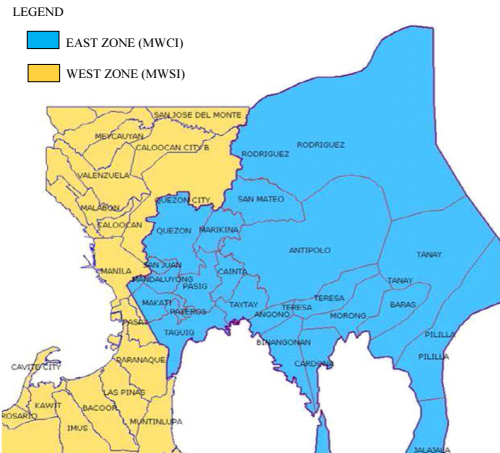 LEGEND
EAST ZONE (MWCI)
WEST ZONE (MWSI)
SAN JOSE DEL MONTE
MEYCAUYAN
CALOOCAN CITY B
RODRIGUEZ
RODRIGUEZ
VALENZUELA
MALABON
QUEZON CITY
SAN MATEO
CALOOCAN
QUEZON
MARIKINA
ANTIPOLO
TANAY
MANILA
SAN JUAN
CAINTA
MANDALUYONG
PASIG
TANAY
MAKATI
TAYTAY
TERESA
TERESA
BARAS
PATEROS
ANGONO
MORONG
PASAY
TAGUIG
BINANGONAN
PILILLA
PILILLA
PARANAQUE
CARDONA
CAVITE CITY
LAS PINAS
KAWIT
BACOOR
ROSARIO
MUNTINLUPA
IMUS
JALAJALA